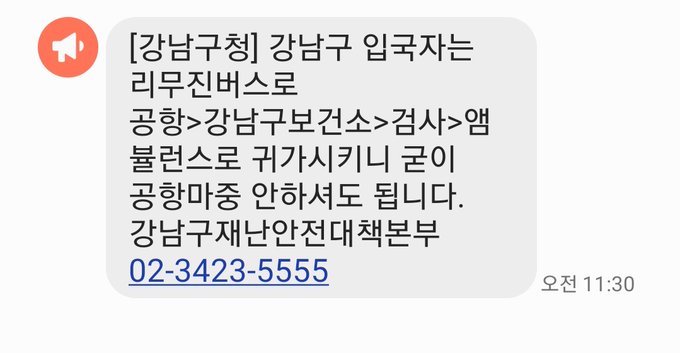 [강남구청] 강남구 입국자는
리무진버스로
공항>강남구보건소>검사>앰
뷸런스로 귀가시키니 굳이
공항마중 안하셔도 됩니다.
강남구재난안전대책본부
02-3423-5555
오전 11:30